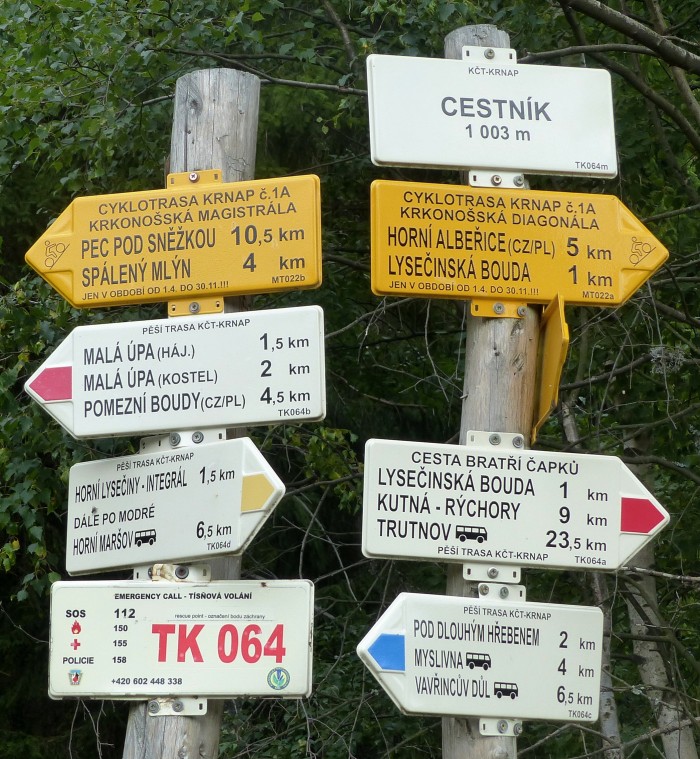 CYKLOTRASA KRNAP č.1A
KRKONOŠSKÁ MAGISTRÁLA
PEC POD SNĚŽKOU 10,5 km
SPÁLENÝ MLÝN 4 km
JEN V OBDOBÍ OD 1.4. DO 30.11.!!! MT022b
PĚŠÍ TRASA KČT-KRNAP
MALÁ ÚPA (HÁJ.) 1,5 km
MALÁ ÚPA (KOSTEL) 2 km
POMEZNÍ BOUDY (CZ/PL) 4,5 km
TK064b
PĚŠÍ TRASA KČT-KRNAP
HORNÍ LYSEČINY - INTEGRÁL 1,5 km
DÁLE PO MODRÉ
HORNÍ MARŠOV 6,5 km
TK064d
EMERGENCY CALL - TÍSŇOVÁ VOLÁNÍ
rescue point - označení bodu záchrany
SOS 112
150
155
POLICIE 158
TK 064
+420 602 448 338
KČT-KRNAP
CESTNÍK
1 003 m
TK064m
CYKLOTRASA KRNAP č.1A
KRKONOŠSKÁ DIAGONÁLA
HORNÍ ALBEŘICE (CZ/PL) 5 km
LYSEČINSKÁ BOUDA 1 km
JEN V OBDOBÍ OD 1.4. DO 30.11.!!! MT022a
CESTA BRATŘÍ ČAPKŮ
LYSEČINSKÁ BOUDA 1 km
KUTNÁ - RÝCHORY 9 km
TRUTNOV 23,5 km
PĚŠÍ TRASA KČT-KRNAP TK064a
PĚŠÍ TRASA KČT-KRNAP
POD DLOUHÝM HŘEBENEM 2 km
MYSLIVNA 4 km
VAVŘINCŮV DŮL 6,5 km
TK064c